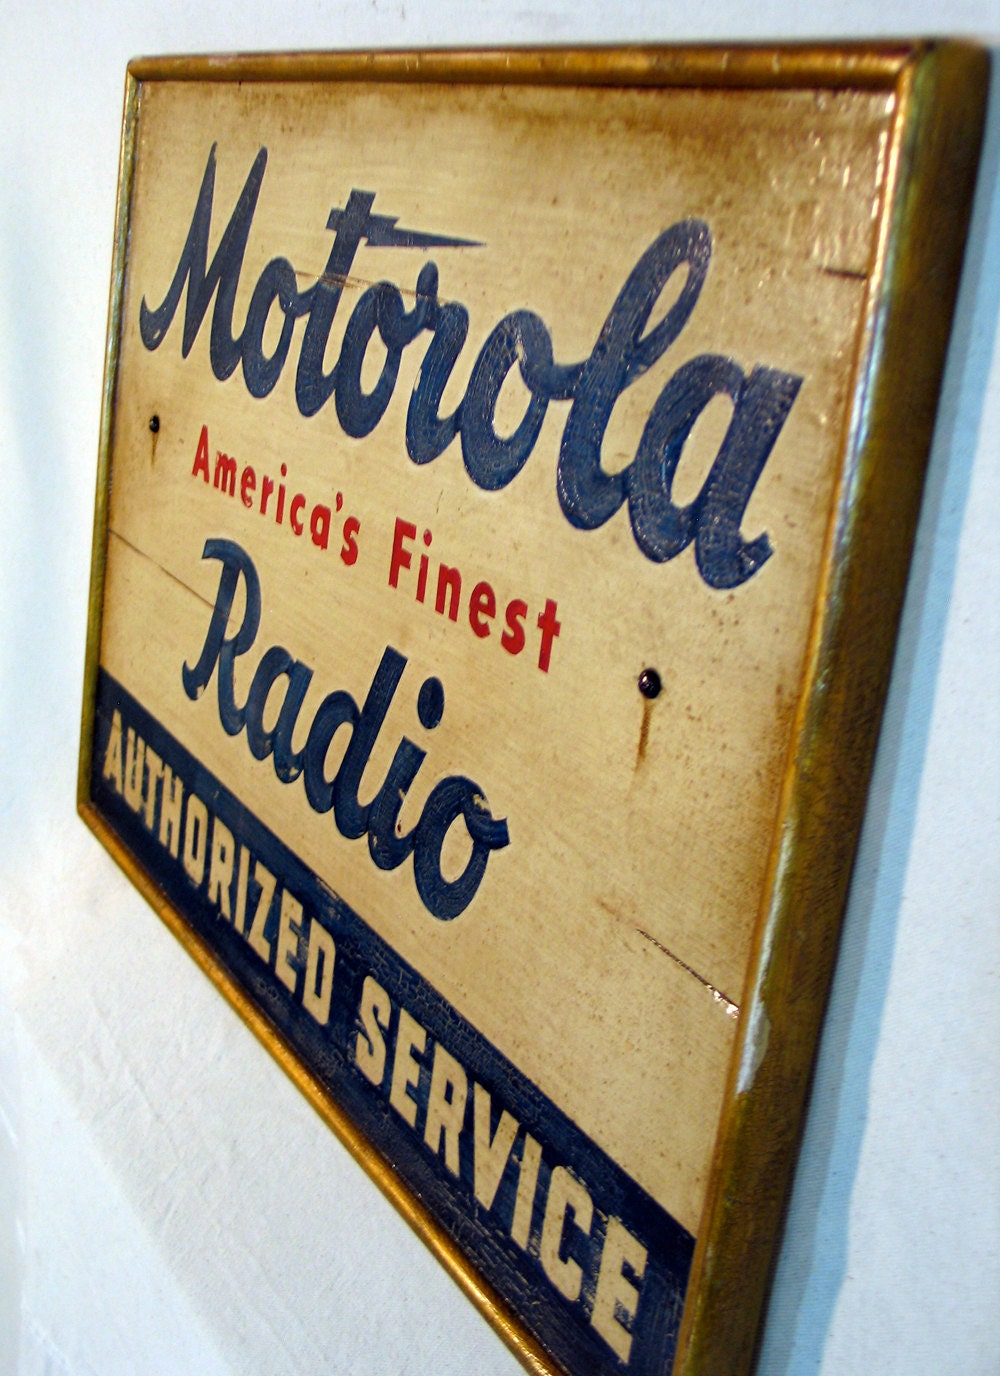 Motorola
America's Finest
Radio
AUTHORIZED SERVICE